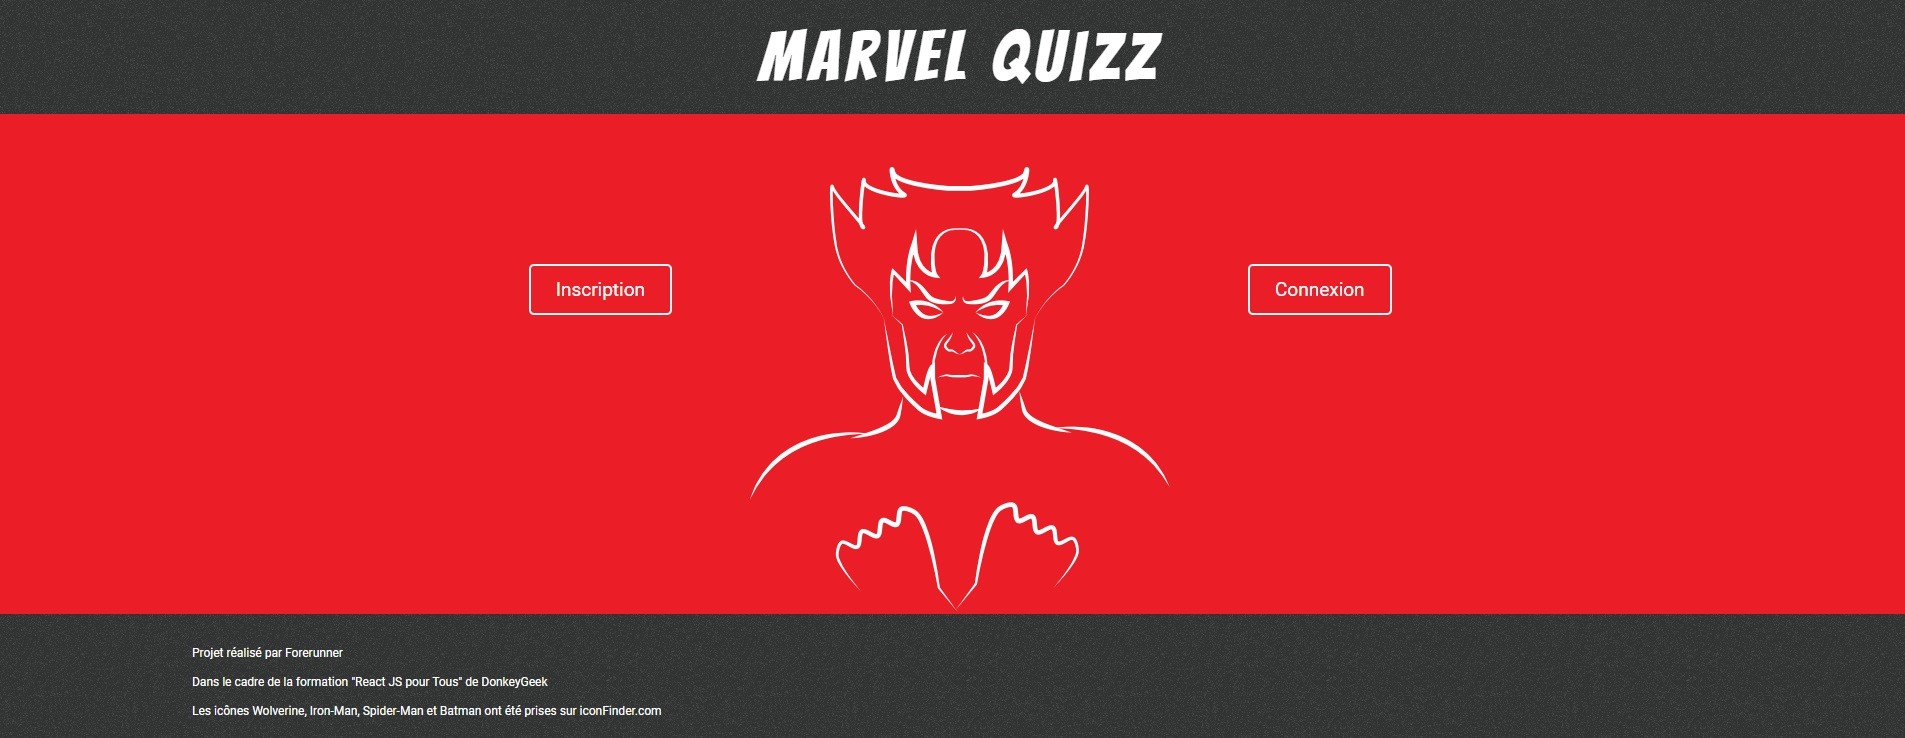 MARVEL QUIZZ
Inscription
Connexion
Projet réalisé par Forerunner
Dans le cadre de la formation "React JS pour Tous" de DonkeyGeek
Les icônes Wolverine, Iron-Man, Spider-Man et Batman ont été prises sur iconFinder.com